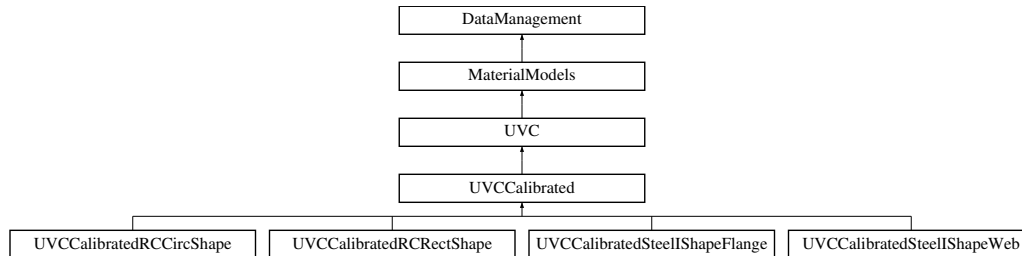 DataManagement
MaterialModels
UVC
UVCCalibrated
UVCCalibratedRCCircShape UVCCalibratedRCRectShape UVCCalibratedSteelIShapeFlange UVCCalibratedSteelIShapeWeb